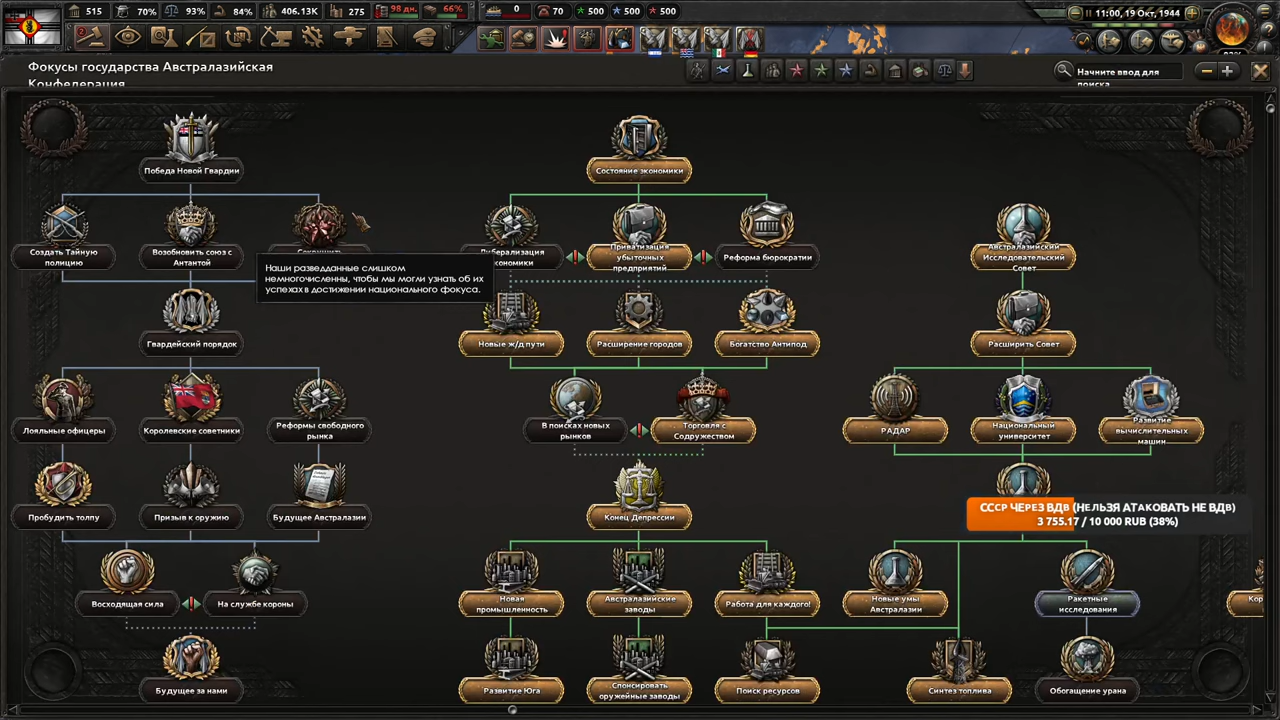 515
70%
93%
84%
406.13K
275
98 дн.
66%
0
70
500
500
500
11:00, 19 Окт, 1944
Фокусы государства Австралазийская
Конфедерация
Начните ввод для
поиска
Победа Новой Гвардии
Состояние экономики
Создать Тайную
полицию
Возобновить союз с
Антантой
Сокрушить
Либерализация
экономики
Приватизация
убыточных
предприятий
Реформа бюрократии
Австралазийский
Исследовательский
Совет
Наши разведданные слишком
немногочисленны, чтобы мы могли узнать об их
успехах в достижении национального фокуса.
Гвардейский порядок
Новые ж/д пути
Расширение городов
Богатство Антипод
Расширить Совет
Лояльные офицеры
Королевские советники
Реформы свободного
рынка
В поисках новых
рынков
Торговля с
Содружеством
РАДАР
Национальный
университет
Развитие
вычислительных
машин
Пробудить толпу
Призыв к оружию
Будущее Австралазии
Конец Депрессии
СССР ЧЕРЕЗ ВДВ (НЕЛЬЗЯ АТАКОВАТЬ НЕ ВДВ)
3 755.17 / 10 000 RUB (38%)
Восходящая сила
На службе короны
Новая
промышленность
Австралазийские
заводы
Работа для каждого!
Новые умы
Австралазии
Ракетные
исследования
Кор
Будущее за нами
Развитие Юга
Спонсировать
оружейные заводы
Поиск ресурсов
Синтез топлива
Обогащение урана